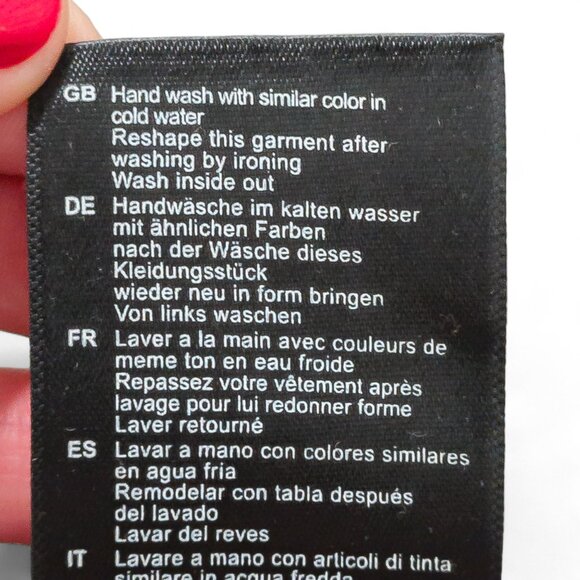 GB Hand wash with similar color in
cold water
Reshape this garment after
washing by ironing
Wash inside out
DE Handwäsche im kalten wasser
mit ähnlichen Farben
nach der Wäsche dieses
Kleidungsstück
wieder neu in form bringen
Von links waschen
FR Laver a la main avec couleurs de
meme ton en eau froide
Repassez votre vêtement après
lavage pour lui redonner forme
Laver retourné
ES Lavar a mano con colores similares
en agua fria
Remodelar con tabla después
del lavado
Lavar del reves
IT Lavare a mano con articoli di tinta
similare in acqua fredda